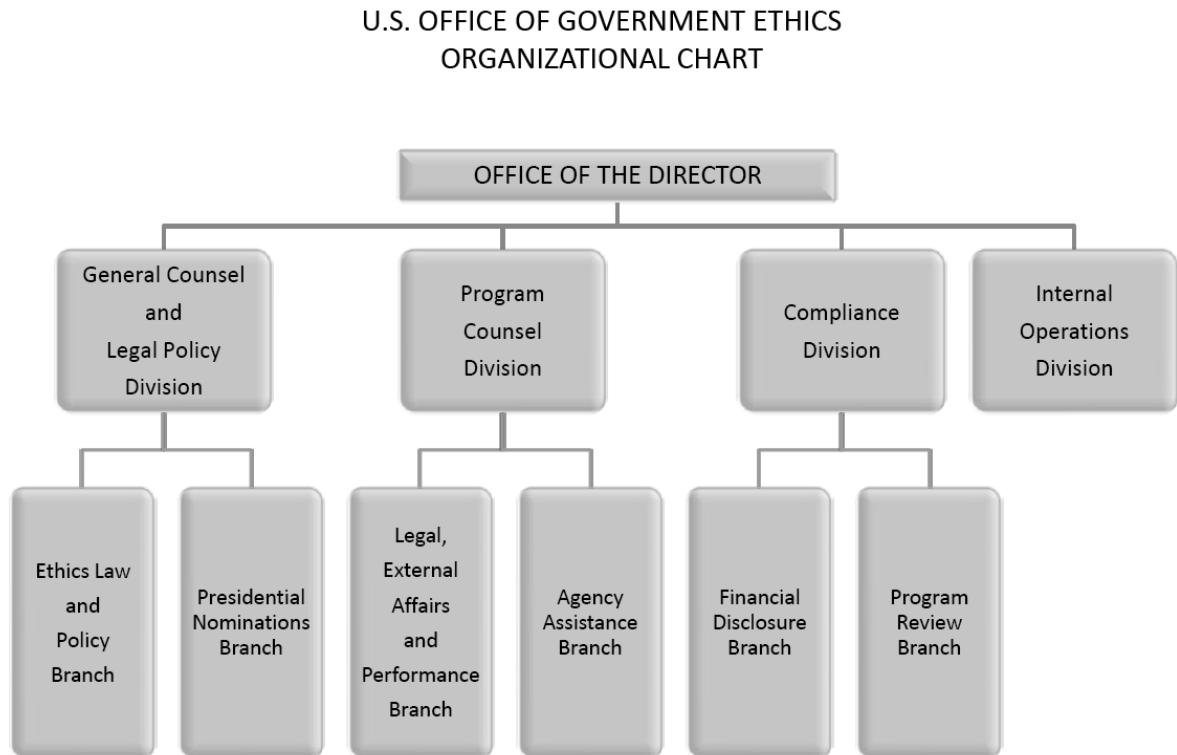 U.S. OFFICE OF GOVERNMENT ETHICS
ORGANIZATIONAL CHART
OFFICE OF THE DIRECTOR
General Counsel
and
Legal Policy
Division
Program
Counsel
Division
Compliance
Division
Internal
Operations
Division
Ethics Law
and
Policy
Branch
Presidential
Nominations
Branch
Legal,
External
Affairs
and
Performance
Branch
Agency
Assistance
Branch
Financial
Disclosure
Branch
Program
Review
Branch